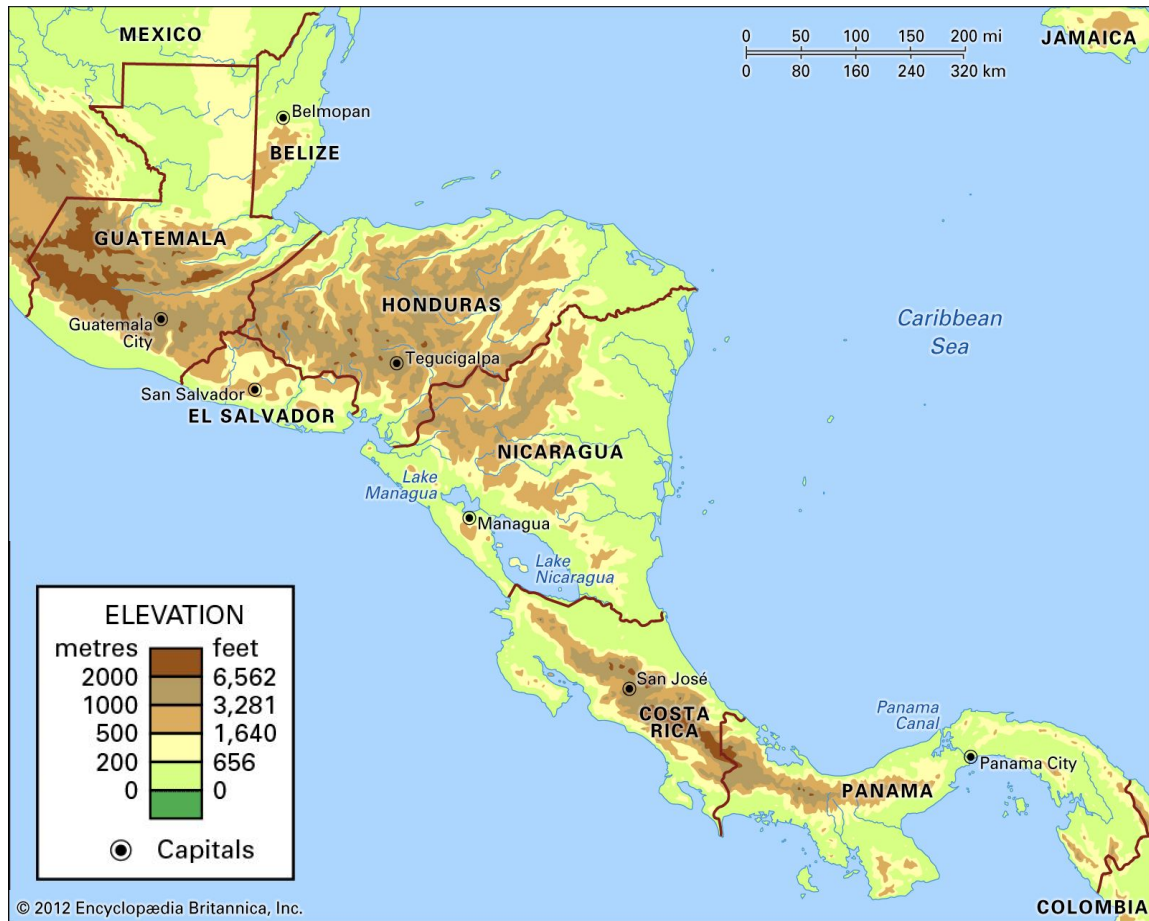 MEXICO
0 50 100 150 200 mi
0 80 160 240 320 km
JAMAICA
Belmopan
BELIZE
GUATEMALA
HONDURAS
Guatemala
City
Tegucigalpa
Caribbean
Sea
San Salvador
EL SALVADOR
NICARAGUA
Lake
Managua
Managua
Lake
Nicaragua
San José
COSTA
RICA
Panama
Canal
Panama City
PANAMA
COLOMBIA
ELEVATION
metres feet
2000 6,562
1000 3,281
500 1,640
200 656
0 0
Capitals
© 2012 Encyclopædia Britannica, Inc.